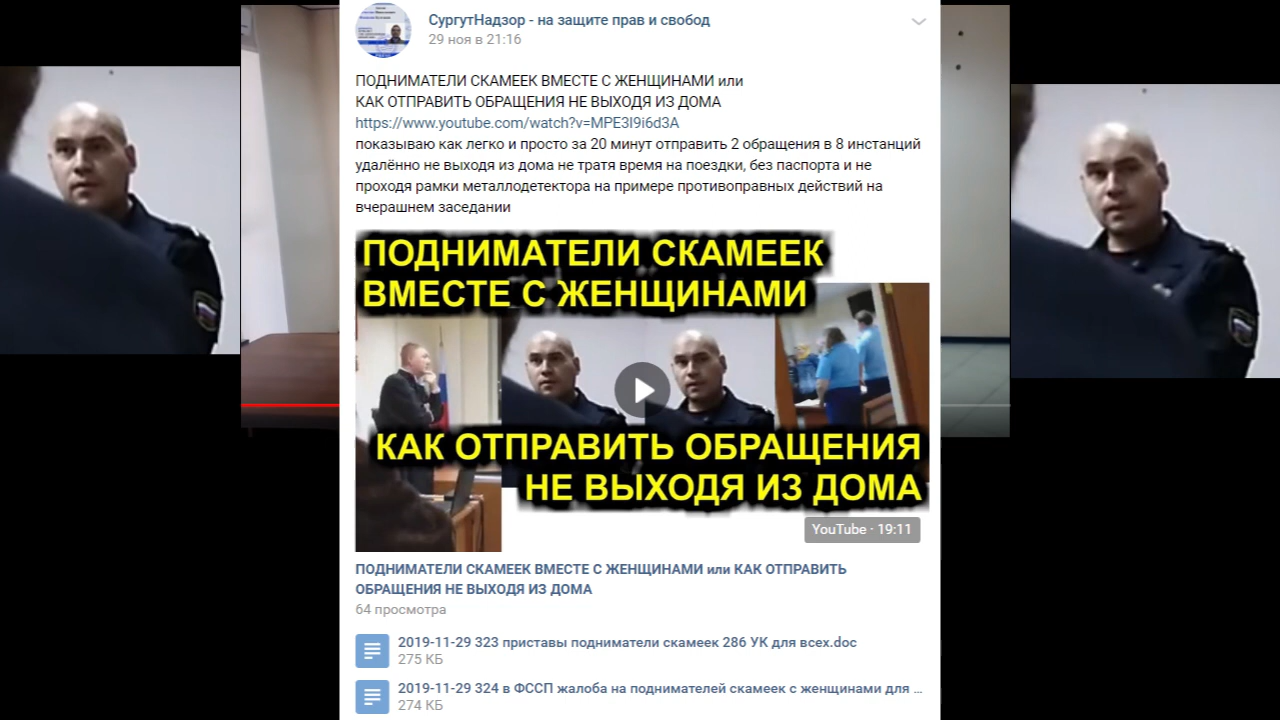 СургутНадзор - на защите прав и свобод
29 ноя в 21:16
ПОДНИМАТЕЛИ СКАМЕЕК ВМЕСТЕ С ЖЕНЩИНАМИ или
КАК ОТПРАВИТЬ ОБРАЩЕНИЯ НЕ ВЫХОДЯ ИЗ ДОМА
https://www.youtube.com/watch?v=MPE3I9i6d3A
показываю как легко и просто за 20 минут отправить 2 обращения в 8 инстанций
удалённо не выходя из дома не тратя время на поездки, без паспорта и не
проходя рамки металлодетектора на примере противоправных действий на
вчерашнем заседании
ПОДНИМАТЕЛИ СКАМЕЕК
ВМЕСТЕ С ЖЕНЩИНАМИ
КАК ОТПРАВИТЬ ОБРАЩЕНИЯ
НЕ ВЫХОДЯ ИЗ ДОМА
YouTube · 19:11
ПОДНИМАТЕЛИ СКАМЕЕК ВМЕСТЕ С ЖЕНЩИНАМИ или КАК ОТПРАВИТЬ
ОБРАЩЕНИЯ НЕ ВЫХОДЯ ИЗ ДОМА
64 просмотра
2019-11-29 323 приставы подниматели скамеек 286 УК для всех.doc
275 КБ
2019-11-29 324 в ФССП жалоба на поднимателей скамеек с женщинами для ...
274 КБ